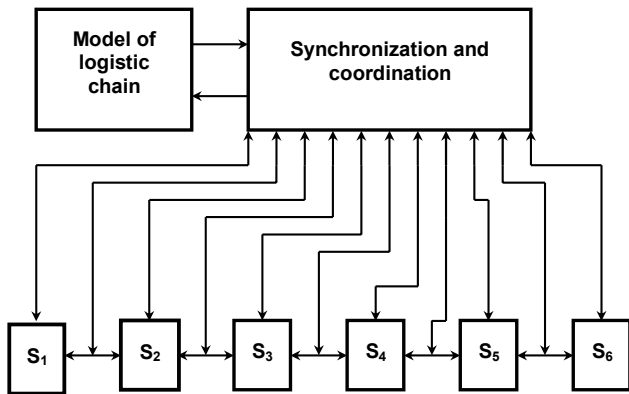 Model of
logistic
chain
Synchronization and
coordination
S₁
S₂
S₃
S₄
S₅
S₆